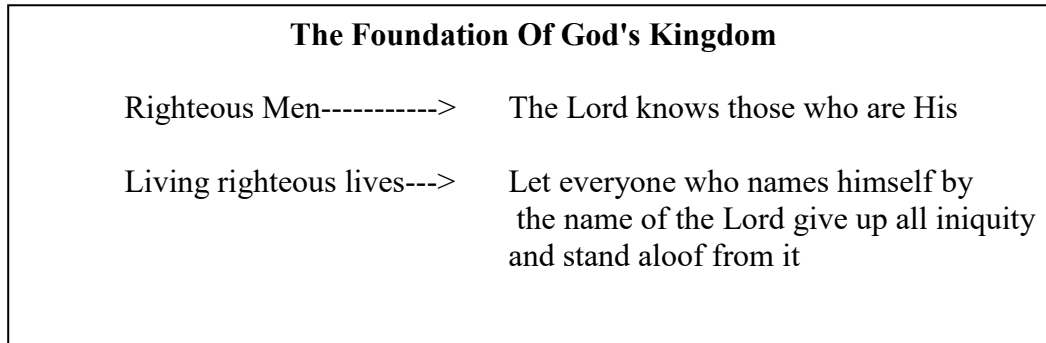 The Foundation Of God's Kingdom
Righteous Men-----------> The Lord knows those who are His
Living righteous lives---> Let everyone who names himself by
the name of the Lord give up all iniquity
and stand aloof from it